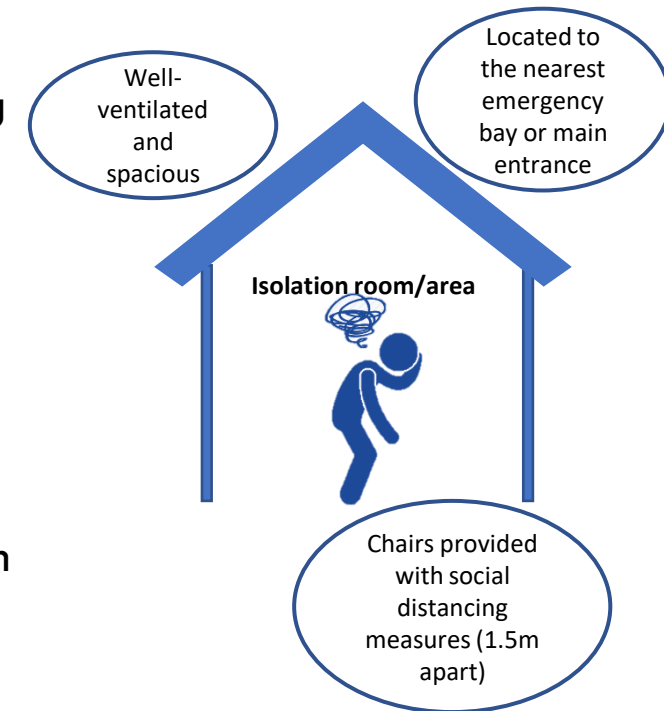 Well-
ventilated
and
spacious
Located to
the nearest
emergency
bay or main
entrance
Isolation room/area
Chairs provided
with social
distancing
measures (1.5m
apart)